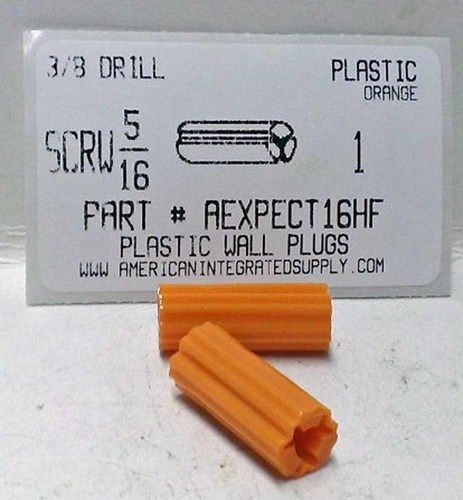 3/8 DRILL
PLASTIC
ORANGE
SCRW 5/16
1
PART # AEXPECT16HF
PLASTIC WALL PLUGS
WWW AMERICANINTEGRATEDSUPPLY.COM